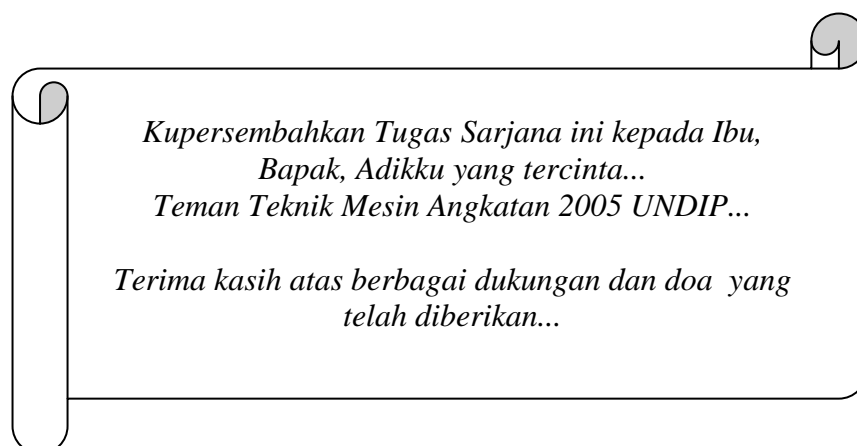 Kupersembahkan Tugas Sarjana ini kepada Ibu,
Bapak, Adikku yang tercinta...
Teman Teknik Mesin Angkatan 2005 UNDIP...
Terima kasih atas berbagai dukungan dan doa  yang
telah diberikan...